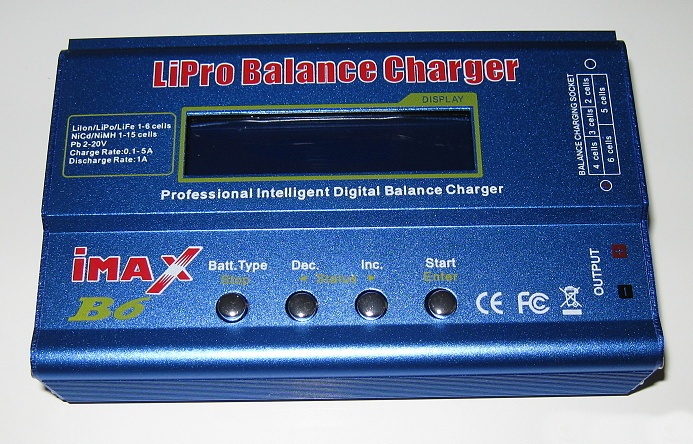 LiPro Balance Charger
DISPLAY
LiIon/LiPo/LiFe 1-6 cells
NiCd/NiMH 1-15 cells
Pb 2-20V
Charge Rate:0.1-5A
Discharge Rate:1A
BALANCE CHARGING SOCKET
4 cells 3 cells 2 cells
6 cells 5 cells
Professional Intelligent Digital Balance Charger
iMAX
B6
Batt.Type
Stop
Dec. Inc.
◄ Status ►
Start
Enter
CE FC
OUTPUT
+
-